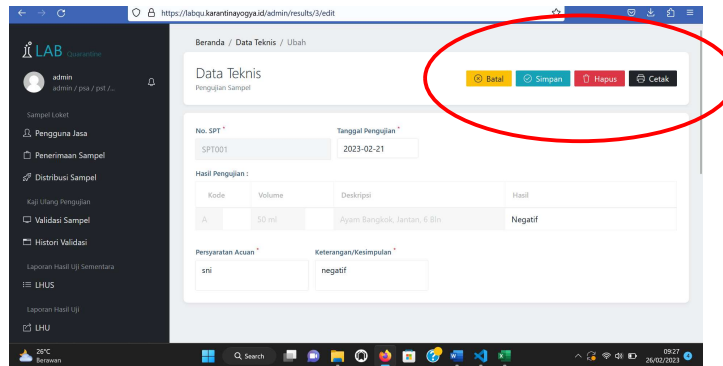 https://labqu.karantinayogya.id/admin/results/3/edit
LAB Quarantine
admin
admin / psa / pst /...
Sampel Loket
Pengguna Jasa
Penerimaan Sampel
Distribusi Sampel
Kaji Ulang Pengujian
Validasi Sampel
Histori Validasi
Laporan Hasil Uji Sementara
LHUS
Laporan Hasil Uji
LHU
Beranda / Data Teknis / Ubah
Data Teknis
Pengujian Sampel
Batal Simpan Hapus Cetak
No. SPT * Tanggal Pengujian *
SPT001 2023-02-21
Hasil Pengujian :
Kode Volume Deskripsi Hasil
A 50 ml Ayam Bangkok, Jantan, 6 Bln Negatif
Persyaratan Acuan * Keterangan/Kesimpulan *
sni negatif
26°C
Berawan
Search
09:27
26/02/2023